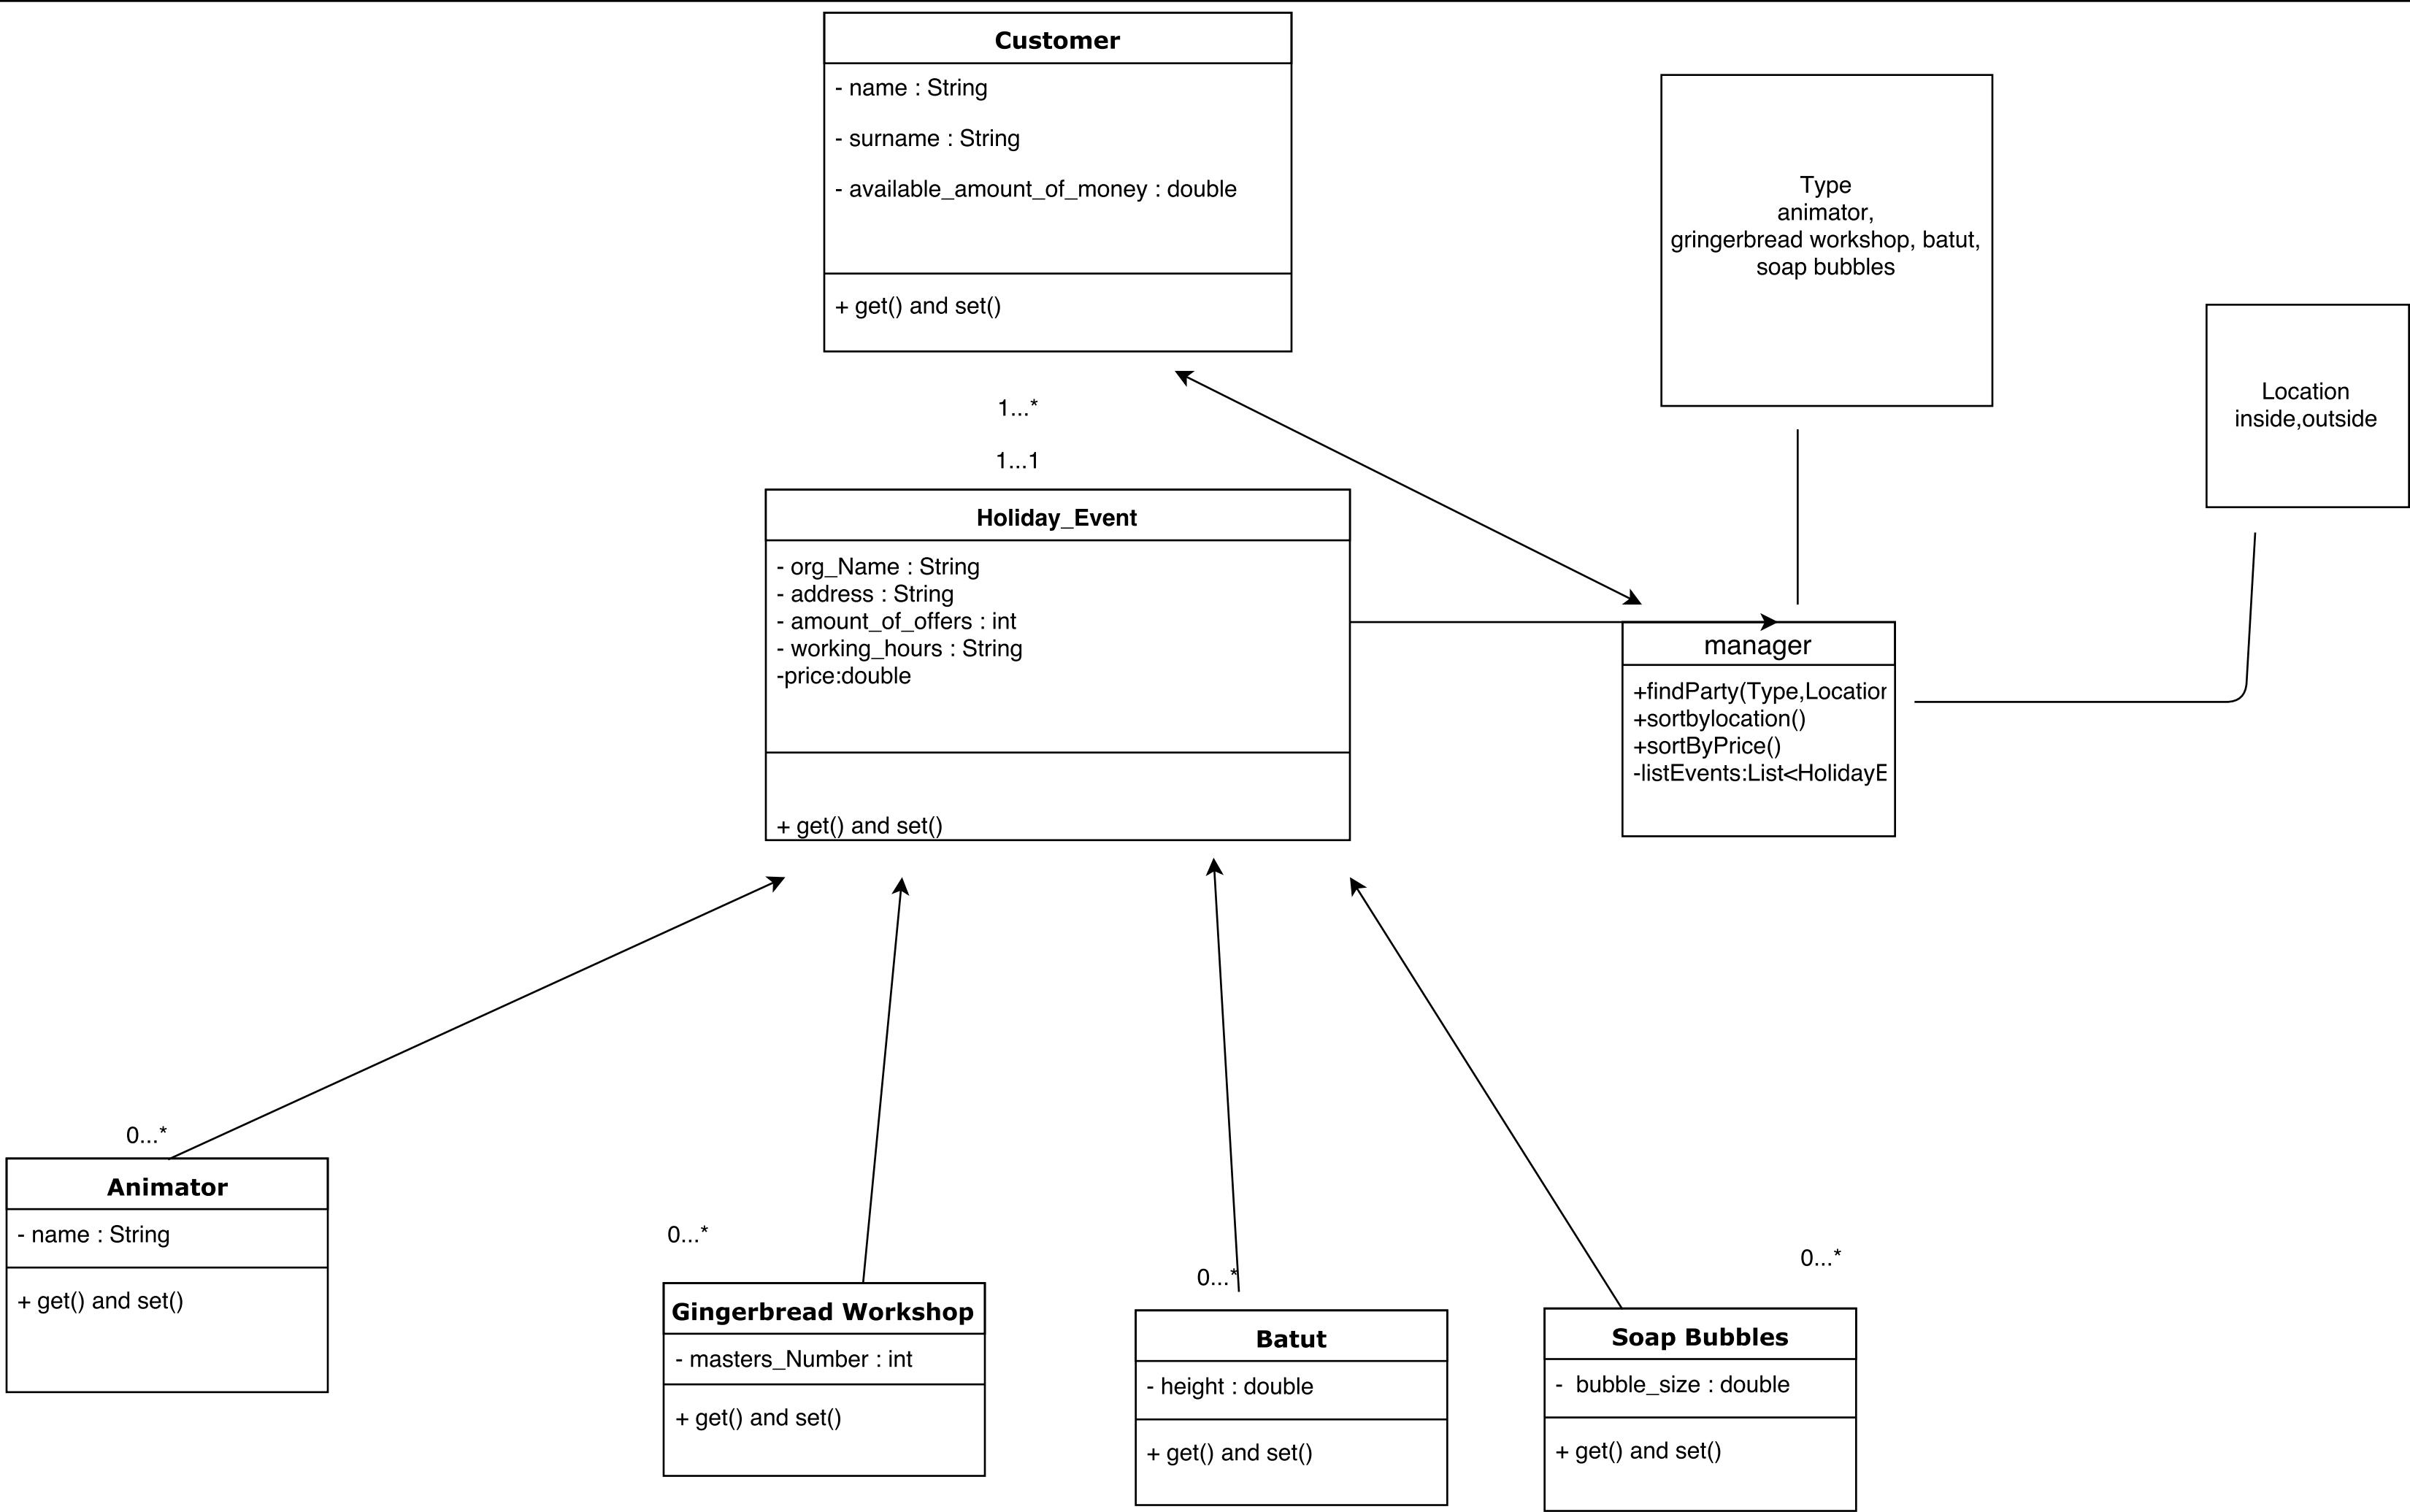 Customer
- name : String
- surname : String
- available_amount_of_money : double
+ get() and set()
Type
animator,
gringerbread workshop, batut,
soap bubbles
Location
inside,outside
1...*
1...1
Holiday_Event
- org_Name : String
- address : String
- amount_of_offers : int
- working_hours : String
-price:double
+ get() and set()
manager
+findParty(Type,Location
+sortbylocation()
+sortByPrice()
-listEvents:List<HolidayE
0...*
Animator
- name : String
+ get() and set()
0...*
Gingerbread Workshop
- masters_Number : int
+ get() and set()
0...*
Batut
- height : double
+ get() and set()
0...*
Soap Bubbles
-  bubble_size : double
+ get() and set()